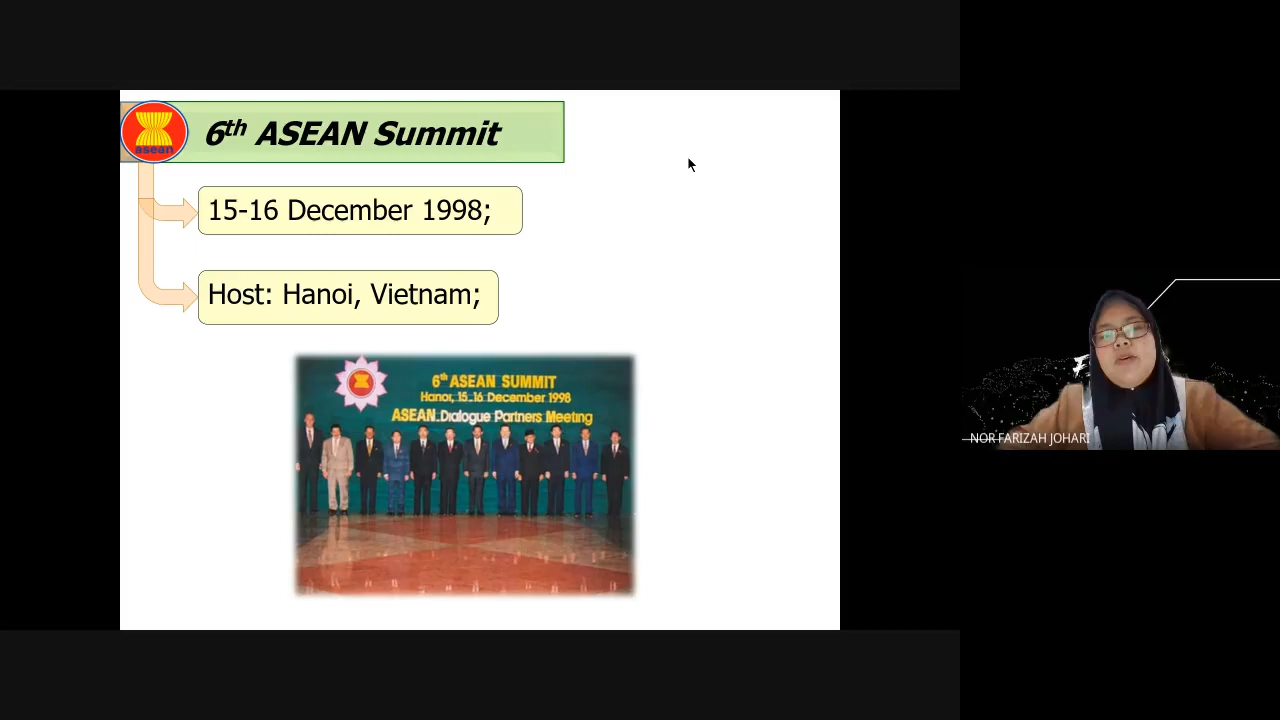 6th ASEAN Summit
asean
15-16 December 1998;
Host: Hanoi, Vietnam;
6th ASEAN SUMMIT
Hanoi, 15-16 December 1998
ASEAN-Dialogue Partners Meeting
NOR FARIZAH JOHARI